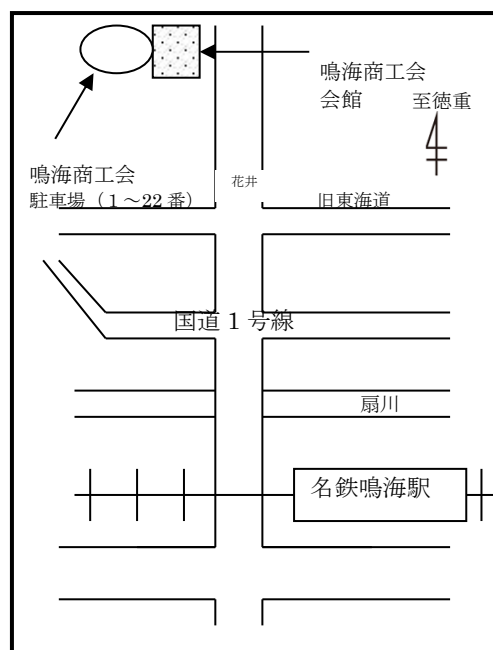 鳴海商工会
会館
至徳重
鳴海商工会
駐車場（１～22 番）
花井
旧東海道
国道 1 号線
扇川
名鉄鳴海駅